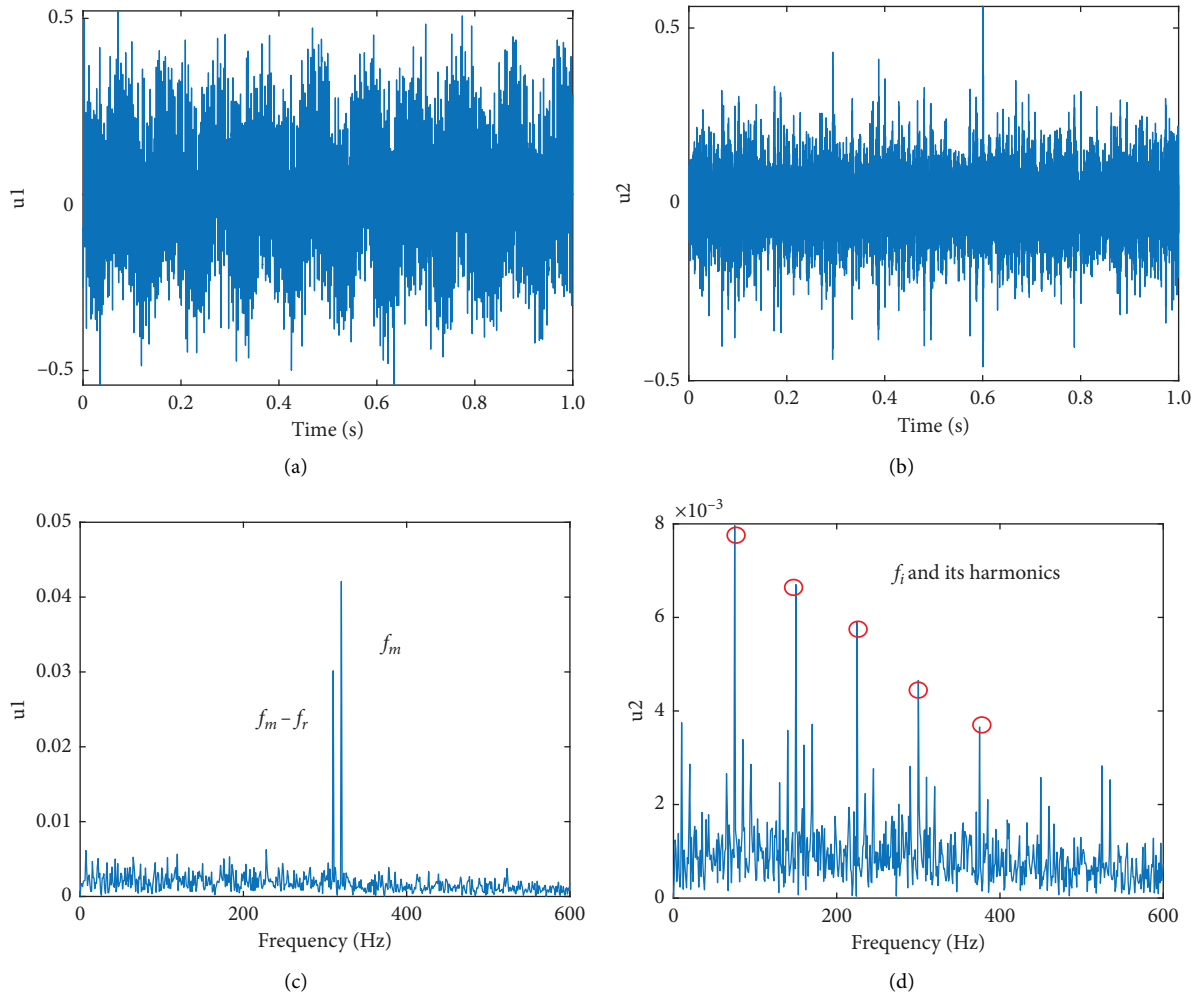 0.5
0
–0.5
u1
0
0.2
0.4
0.6
0.8
1.0
Time (s)
(a)
0.5
0
–0.5
u2
0
0.2
0.4
0.6
0.8
1.0
Time (s)
(b)
0.05
0.04
0.03
0.02
0.01
0
u1
f_m
f_m – f_r
0
200
400
600
Frequency (Hz)
(c)
×10⁻³
8
6
4
2
0
u2
f_i and its harmonics
0
200
400
600
Frequency (Hz)
(d)